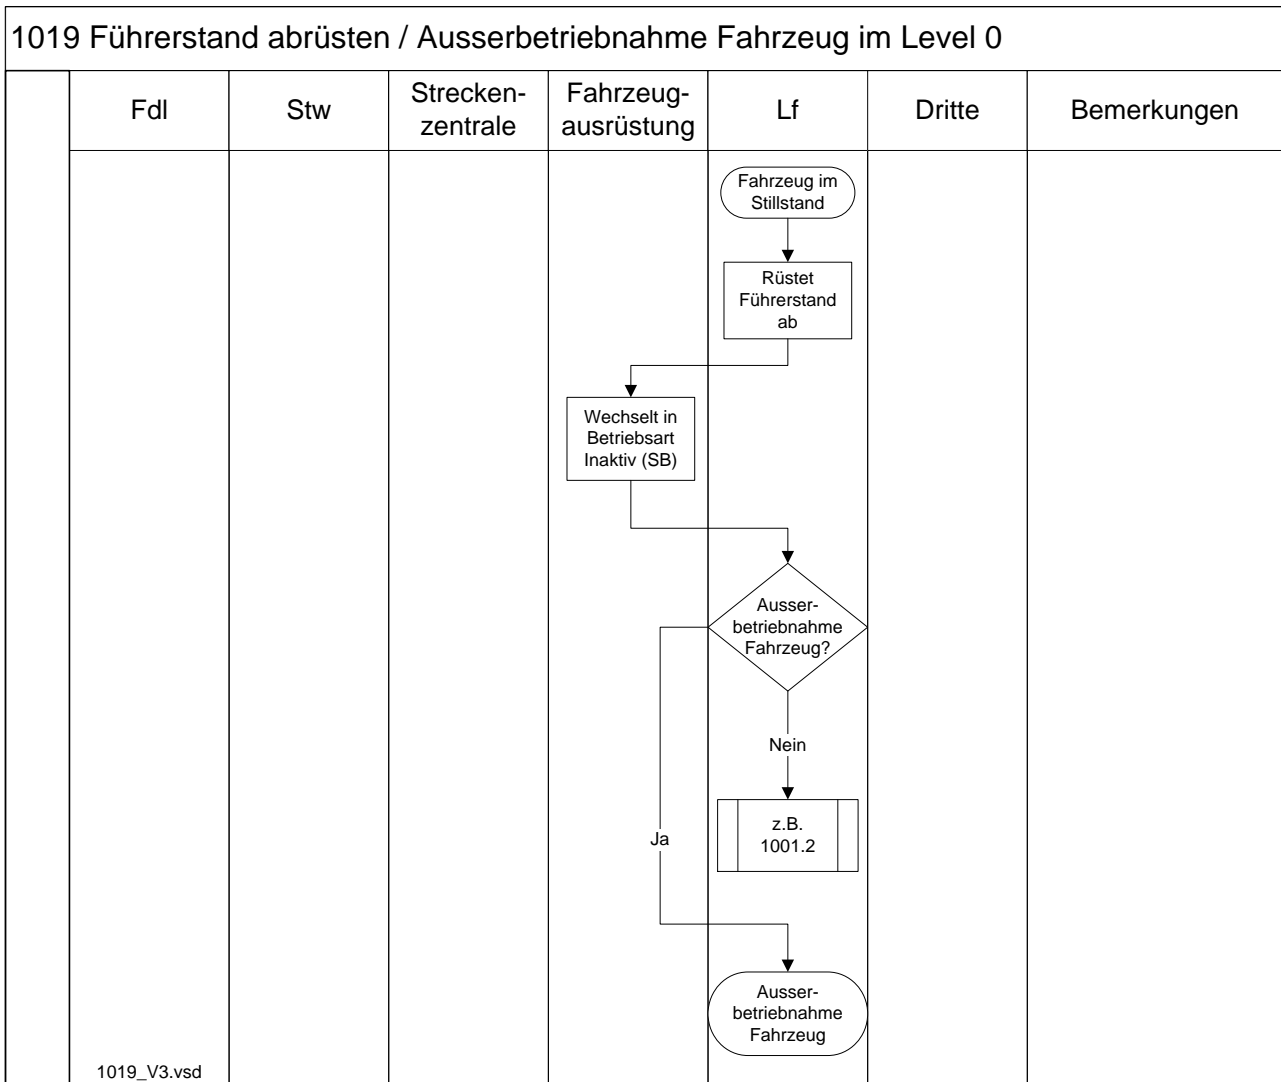 1019 Führerstand abrüsten / Ausserbetriebnahme Fahrzeug im Level 0
Fdl
Stw
Strecken-
zentrale
Fahrzeug-
ausrüstung
Lf
Dritte
Bemerkungen
Fahrzeug im
Stillstand
Rüstet
Führerstand
ab
Wechselt in
Betriebsart
Inaktiv (SB)
Ausser-
betriebnahme
Fahrzeug?
Nein
z.B.
1001.2
Ja
Ausser-
betriebnahme
Fahrzeug
1019_V3.vsd